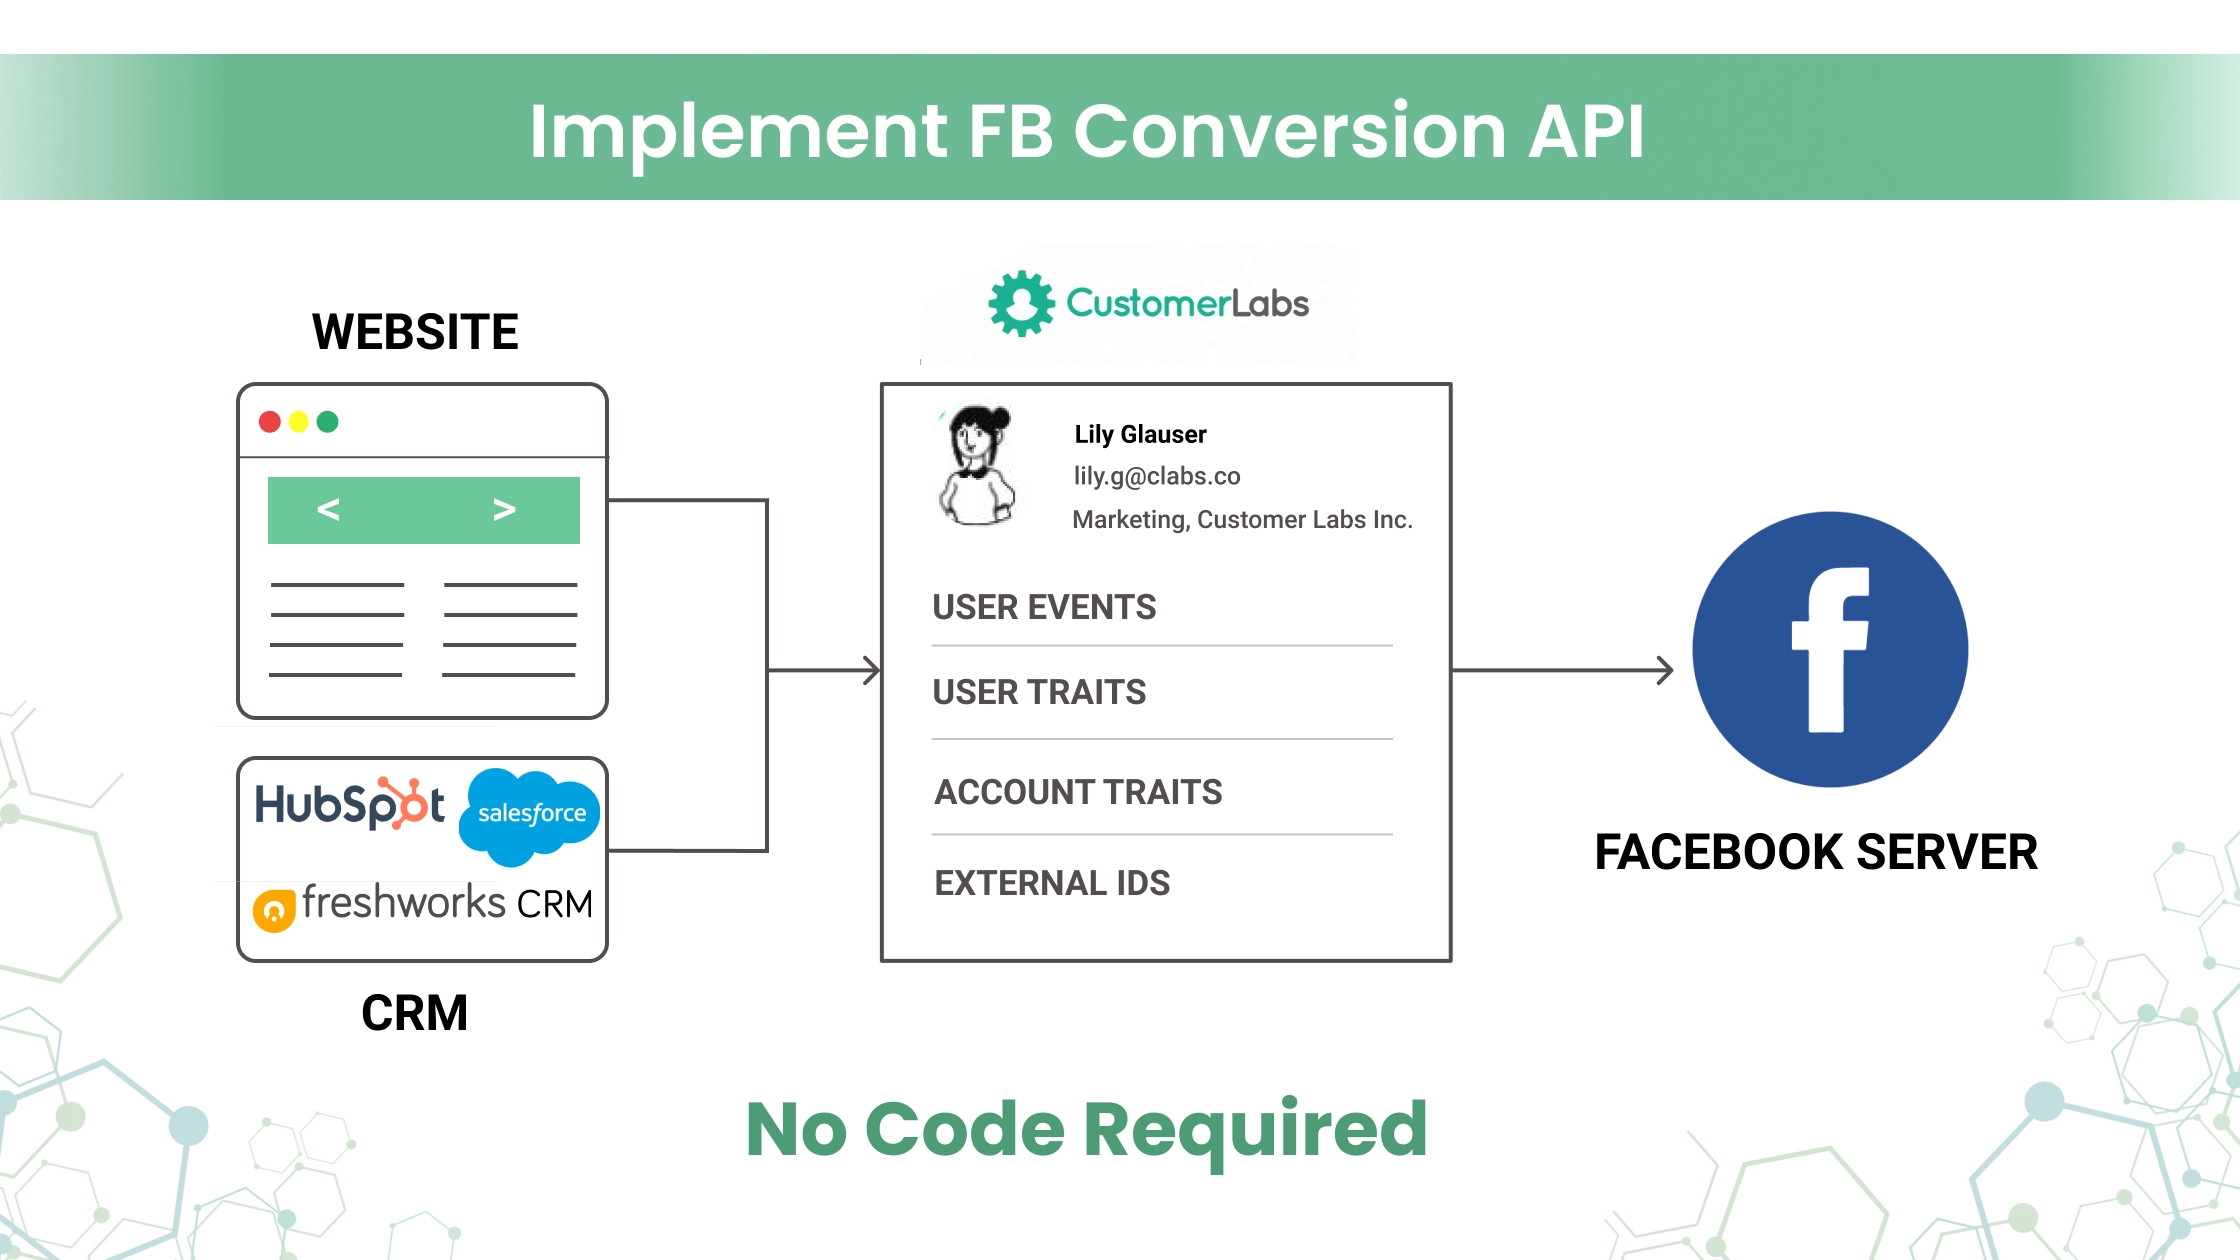 Implement FB Conversion API
CustomerLabs
WEBSITE
< >
HubSpot
salesforce
freshworks CRM
CRM
Lily Glauser
lily.g@clabs.co
Marketing, Customer Labs Inc.
USER EVENTS
USER TRAITS
ACCOUNT TRAITS
EXTERNAL IDS
f
FACEBOOK SERVER
No Code Required